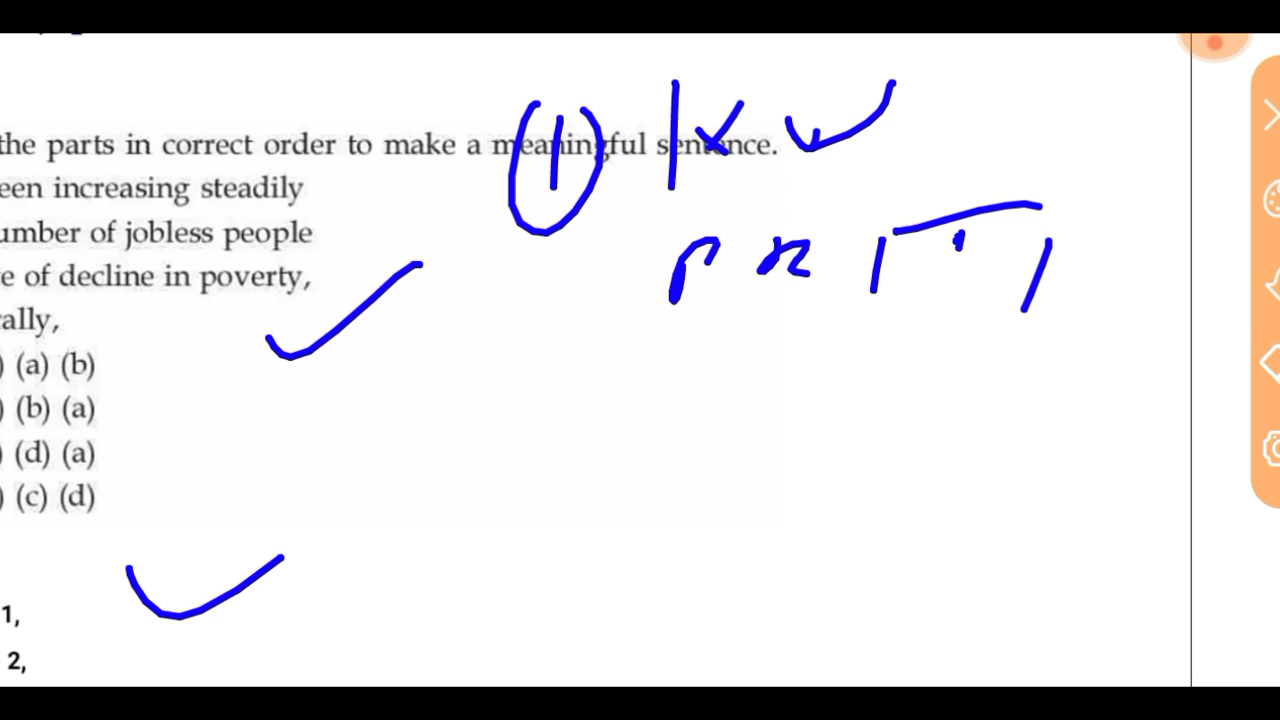 the parts in correct order to make a meaningful sentence.
een increasing steadily
umber of jobless people
e of decline in poverty,
ally,
) (a) (b)
) (b) (a)
) (d) (a)
) (c) (d)
1,
2,